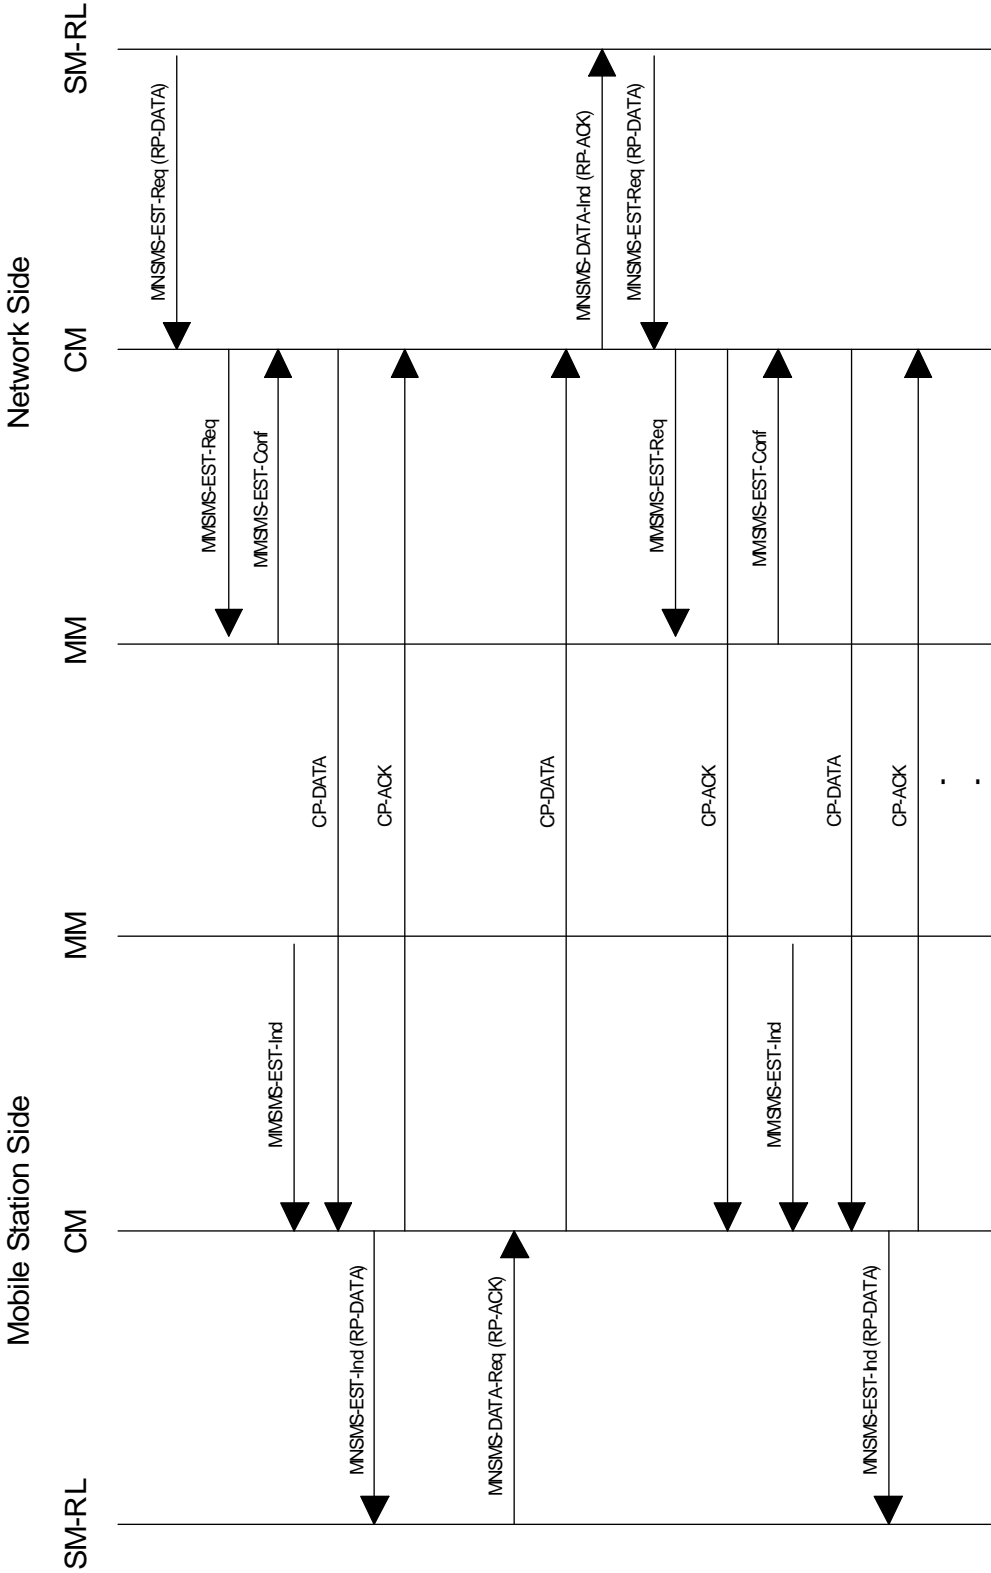 Mobile Station Side
Network Side
SM-RL
CM
MM
MM
CM
SM-RL
MNSMS-EST-Req (RP-DATA)
MMSMS-EST-Req
MMSMS-EST-Conf
MMSMS-EST-Ind
CP-DATA
MNSMS-EST-Ind (RP-DATA)
CP-ACK
MNSMS-DATA-Req (RP-ACK)
CP-DATA
MNSMS-DATA-Ind (RP-ACK)
MNSMS-EST-Req (RP-DATA)
MMSMS-EST-Req
CP-ACK
MMSMS-EST-Conf
MMSMS-EST-Ind
CP-DATA
MNSMS-EST-Ind (RP-DATA)
CP-ACK
. .